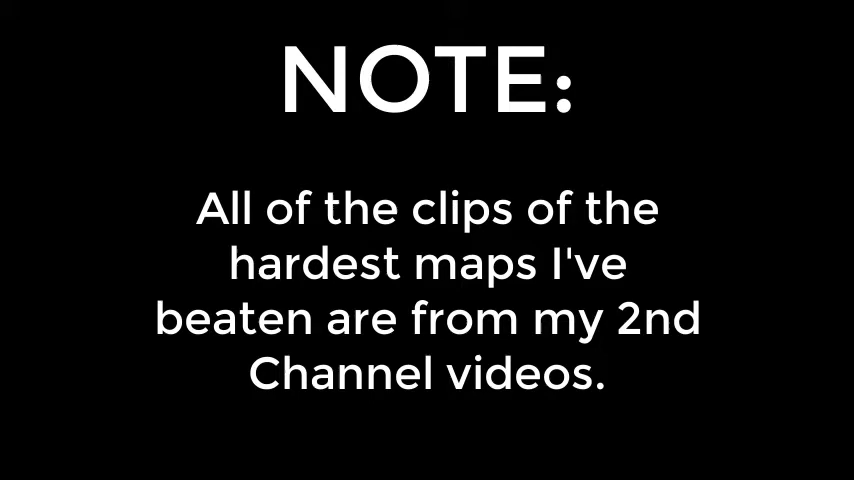 NOTE:
All of the clips of the
hardest maps I've
beaten are from my 2nd
Channel videos.